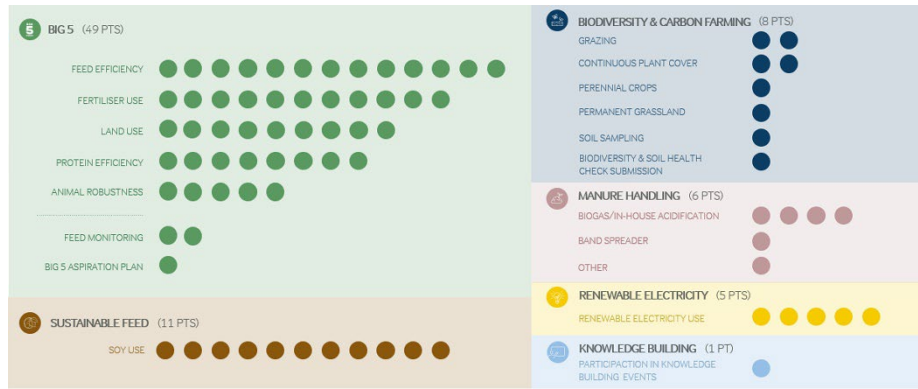 5 BIG 5 (49 PTS)
FEED EFFICIENCY
FERTILISER USE
LAND USE
PROTEIN EFFICIENCY
ANIMAL ROBUSTNESS
FEED MONITORING
BIG 5 ASPIRATION PLAN
SUSTAINABLE FEED (11 PTS)
SOY USE
BIODIVERSITY & CARBON FARMING (8 PTS)
GRAZING
CONTINUOUS PLANT COVER
PERENNIAL CROPS
PERMANENT GRASSLAND
SOIL SAMPLING
BIODIVERSITY & SOIL HEALTH
CHECK SUBMISSION
MANURE HANDLING (6 PTS)
BIOGAS/IN-HOUSE ACIDIFICATION
BAND SPREADER
OTHER
RENEWABLE ELECTRICITY (5 PTS)
RENEWABLE ELECTRICITY USE
KNOWLEDGE BUILDING (1 PT)
PARTICIPACTION IN KNOWLEDGE
BUILDING EVENTS